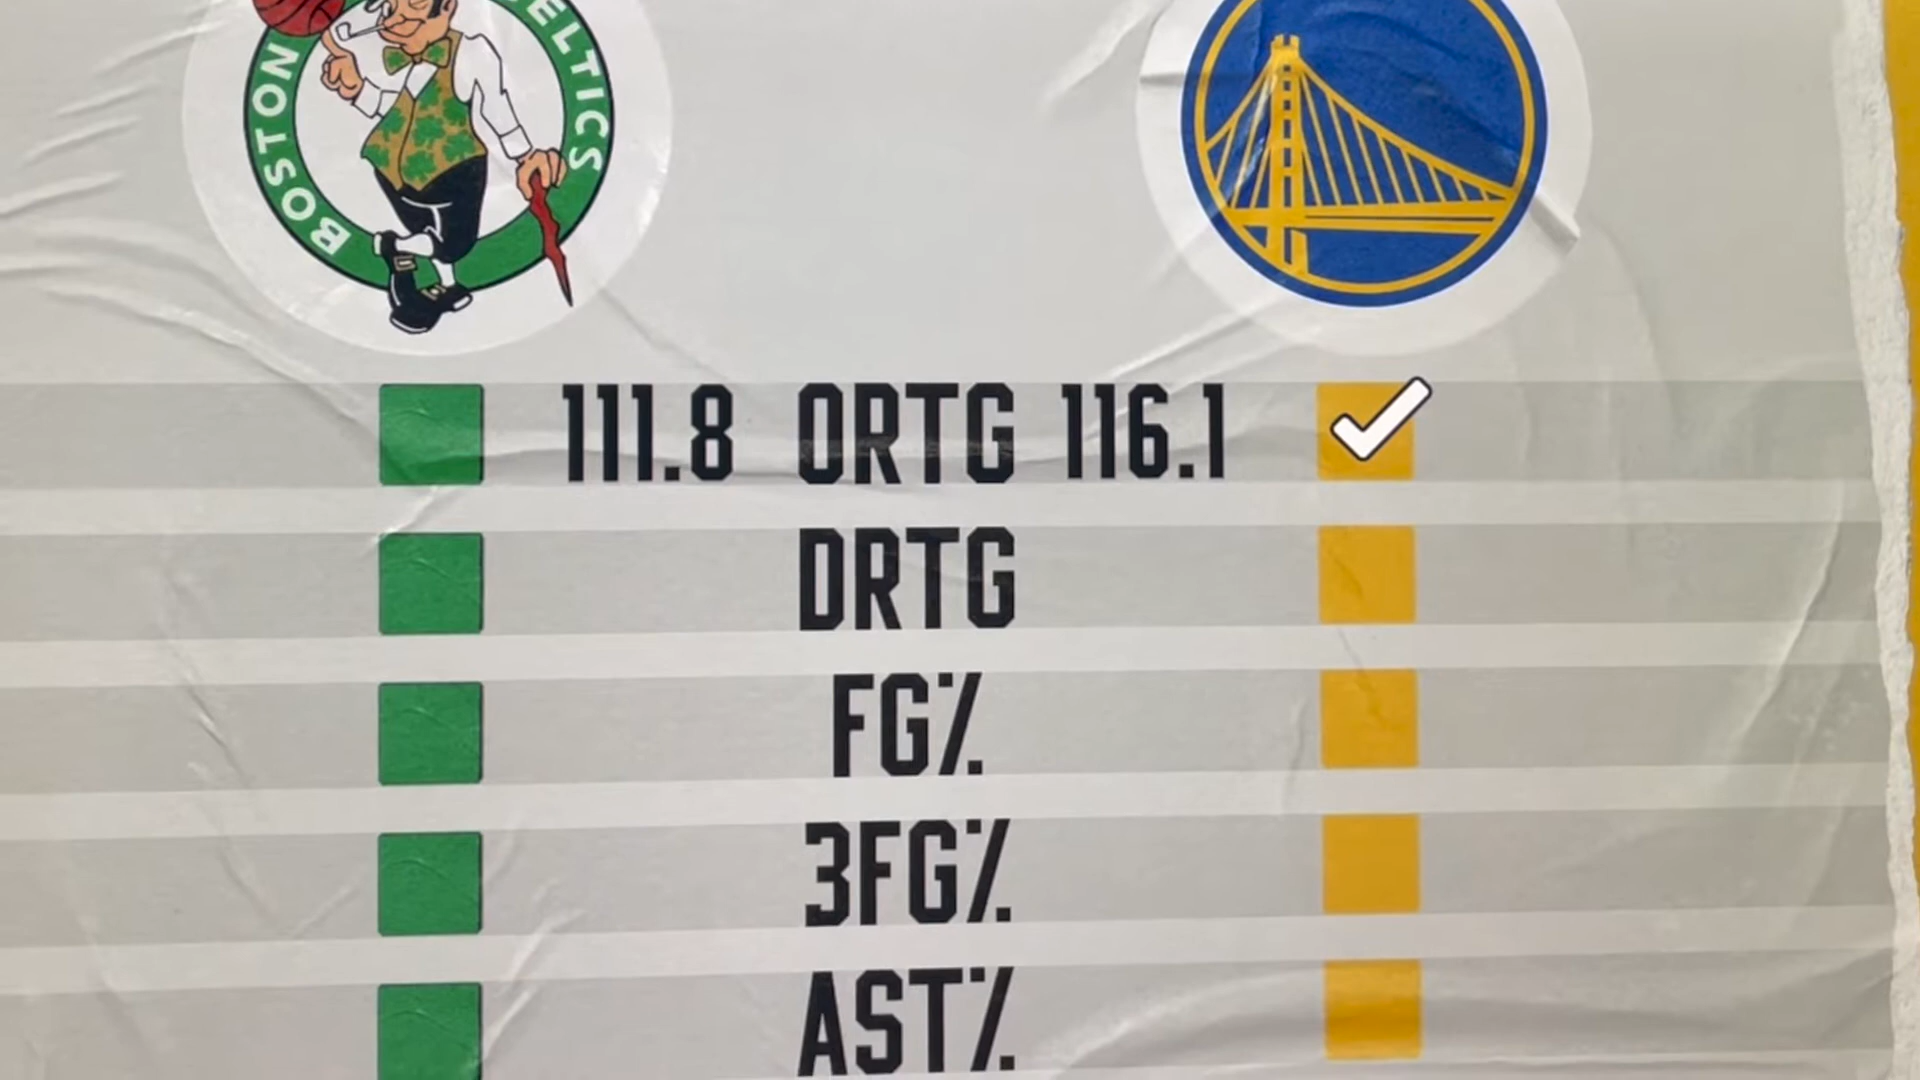 BOSTON CELTICS
111.8 ORTG 116.1
DRTG
FG%
3FG%
AST%